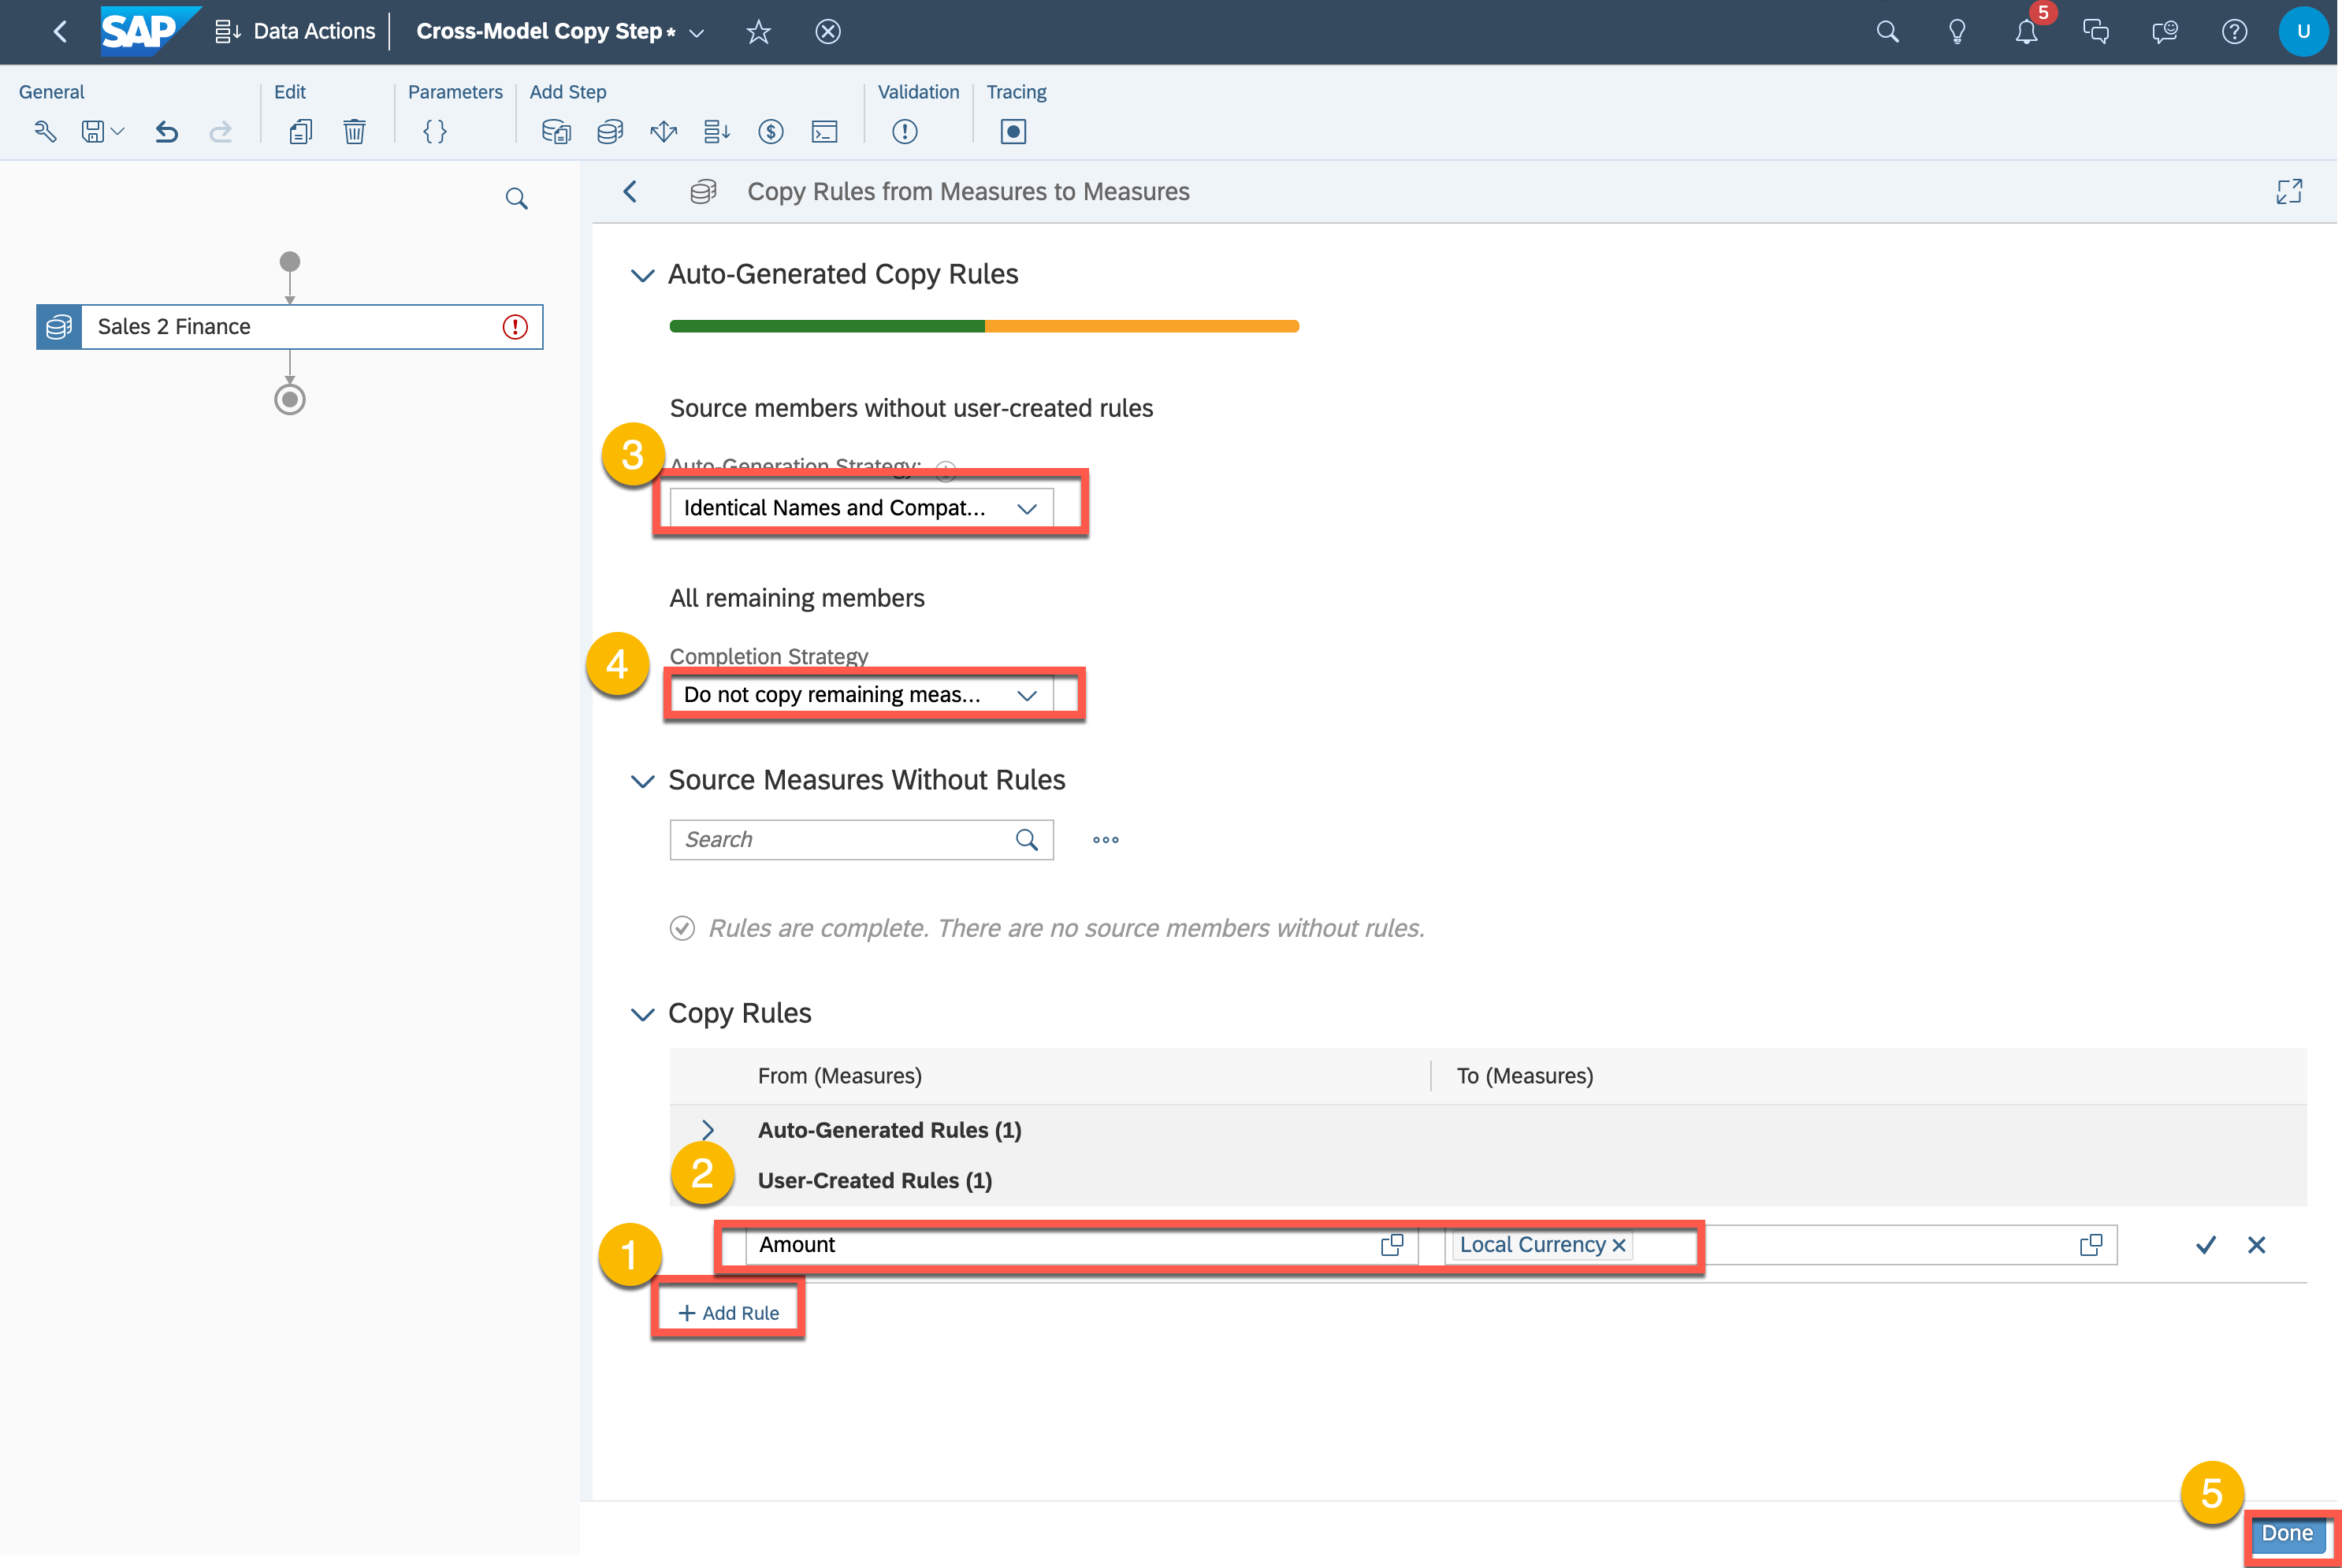 SAP Data Actions Cross-Model Copy Step* 5 U
General Edit Parameters Add Step Validation Tracing
Copy Rules from Measures to Measures
Sales 2 Finance
Auto-Generated Copy Rules
Source members without user-created rules
3 Auto-Generation Strategy:
Identical Names and Compat...
All remaining members
4 Completion Strategy
Do not copy remaining meas...
Source Measures Without Rules
Search
Rules are complete. There are no source members without rules.
Copy Rules
From (Measures) To (Measures)
Auto-Generated Rules (1)
2 User-Created Rules (1)
1 Amount Local Currency
+ Add Rule
5
Done